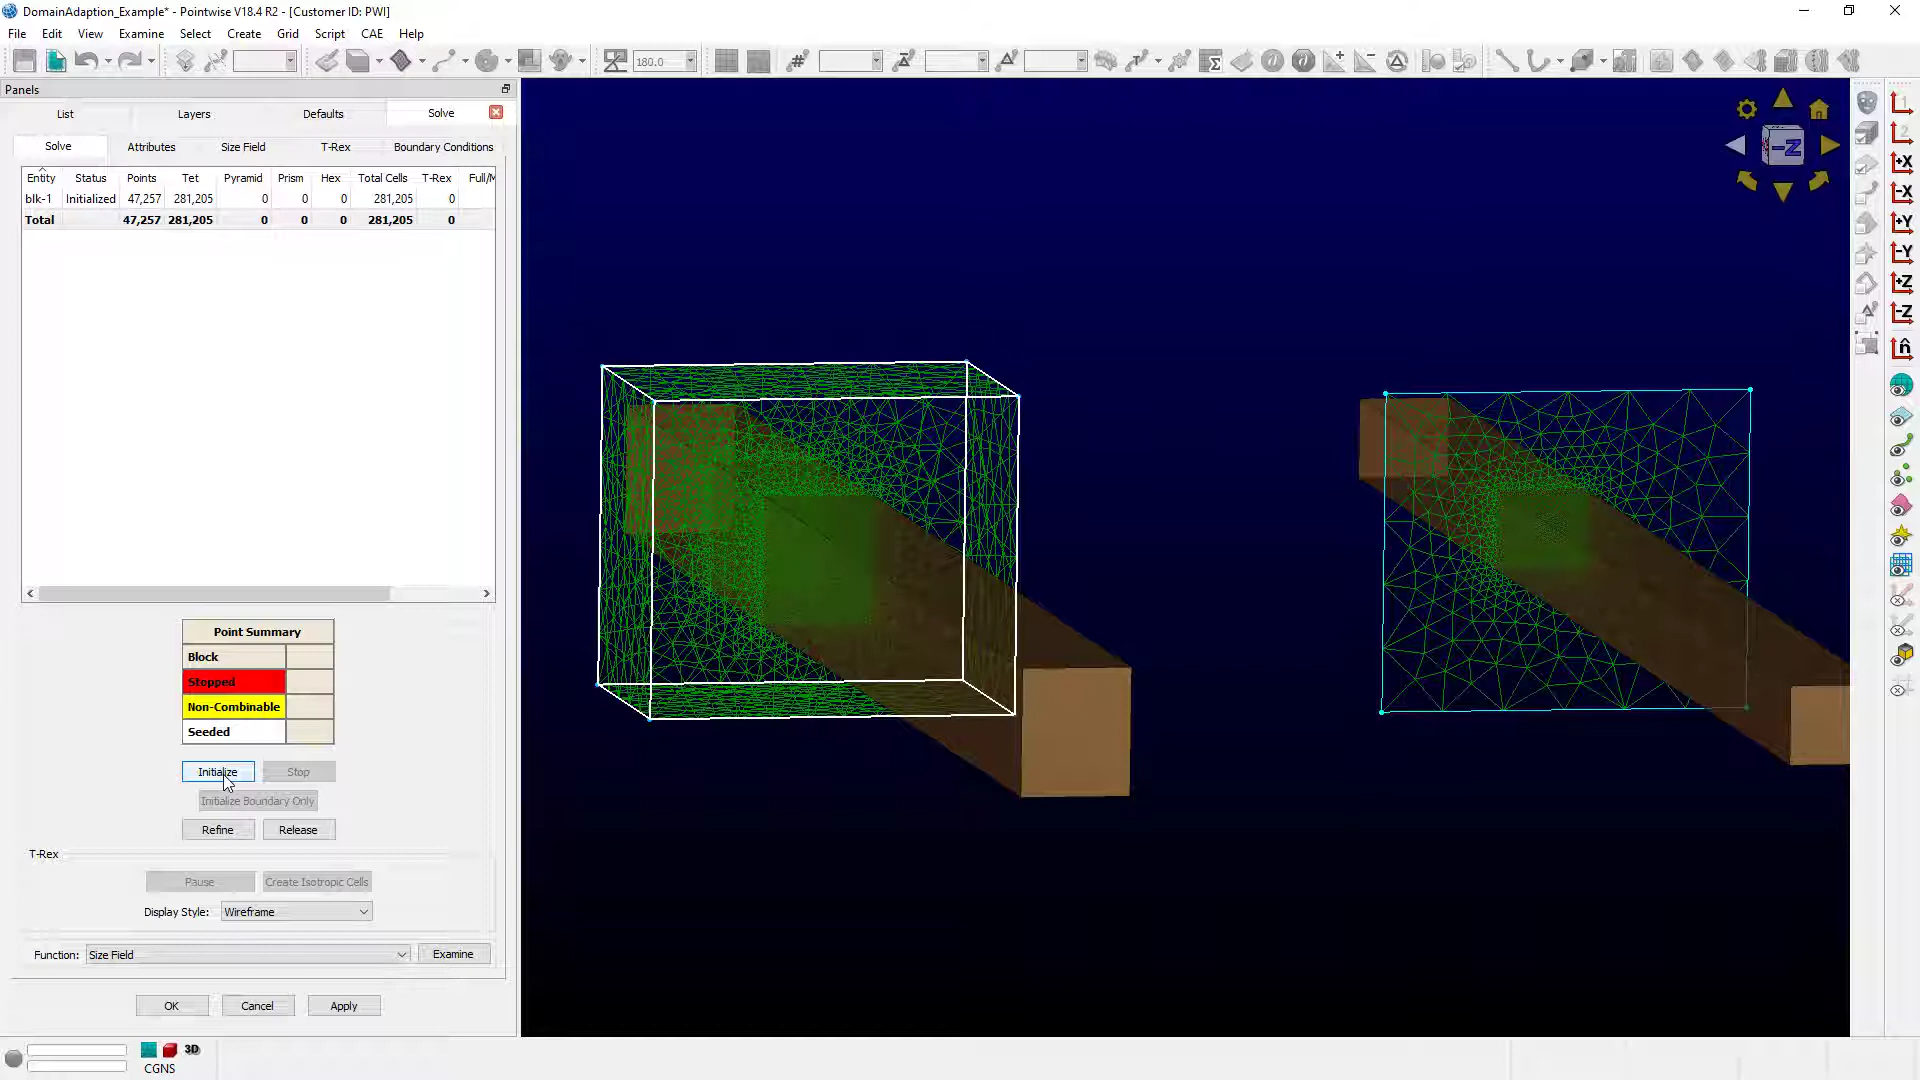 DomainAdaption_Example* - Pointwise V18.4 R2 - [Customer ID: PWI]
File Edit View Examine Select Create Grid Script CAE Help
180.0
Panels
List Layers Defaults Solve
Solve Attributes Size Field T-Rex Boundary Conditions
Entity Status Points Tet Pyramid Prism Hex Total Cells T-Rex Full/M
blk-1 Initialized 47,257 281,205 0 0 0 281,205 0
Total 47,257 281,205 0 0 0 281,205 0
Point Summary
Block
Stopped
Non-Combinable
Seeded
Initialize Stop
Initialize Boundary Only
Refine Release
T-Rex
Pause Create Isotropic Cells
Display Style: Wireframe
Function: Size Field Examine
OK Cancel Apply
3D
CGNS
-Z
1
2
+X
-X
+Y
-Y
+Z
-Z
n̂